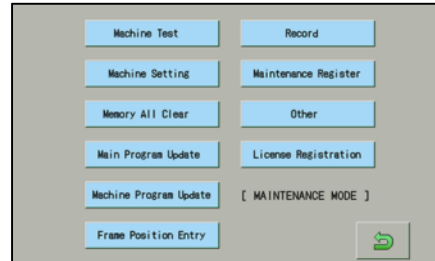 Machine Test
Record
Machine Setting
Maintenance Register
Memory All Clear
Other
Main Program Update
License Registration
Machine Program Update
[ MAINTENANCE MODE ]
Frame Position Entry